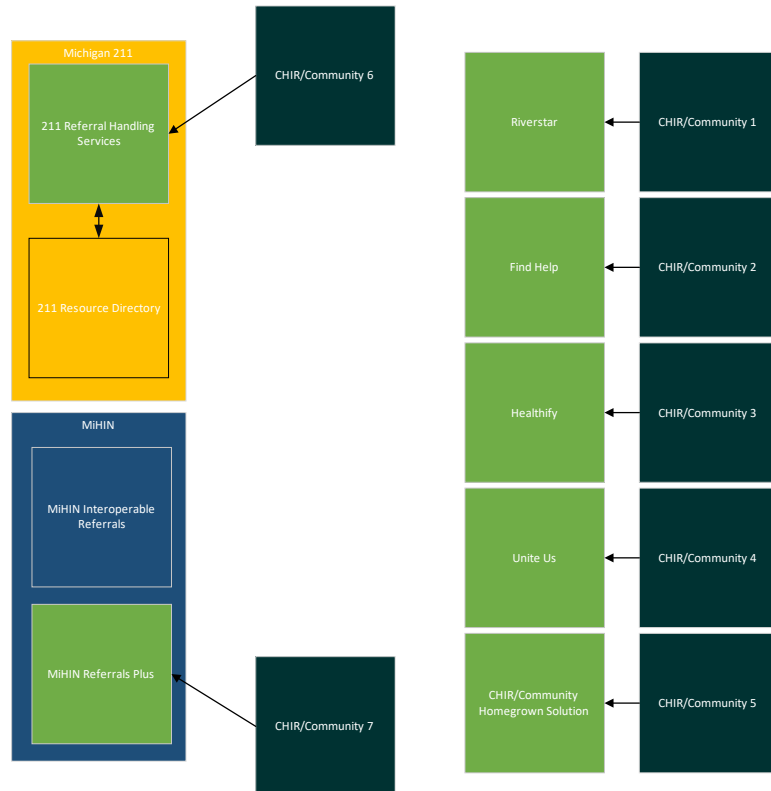 Michigan 211
211 Referral Handling
Services
211 Resource Directory
CHIR/Community 6
MiHIN
MiHIN Interoperable
Referrals
MiHIN Referrals Plus
CHIR/Community 7
Riverstar
CHIR/Community 1
Find Help
CHIR/Community 2
Healthify
CHIR/Community 3
Unite Us
CHIR/Community 4
CHIR/Community
Homegrown Solution
CHIR/Community 5